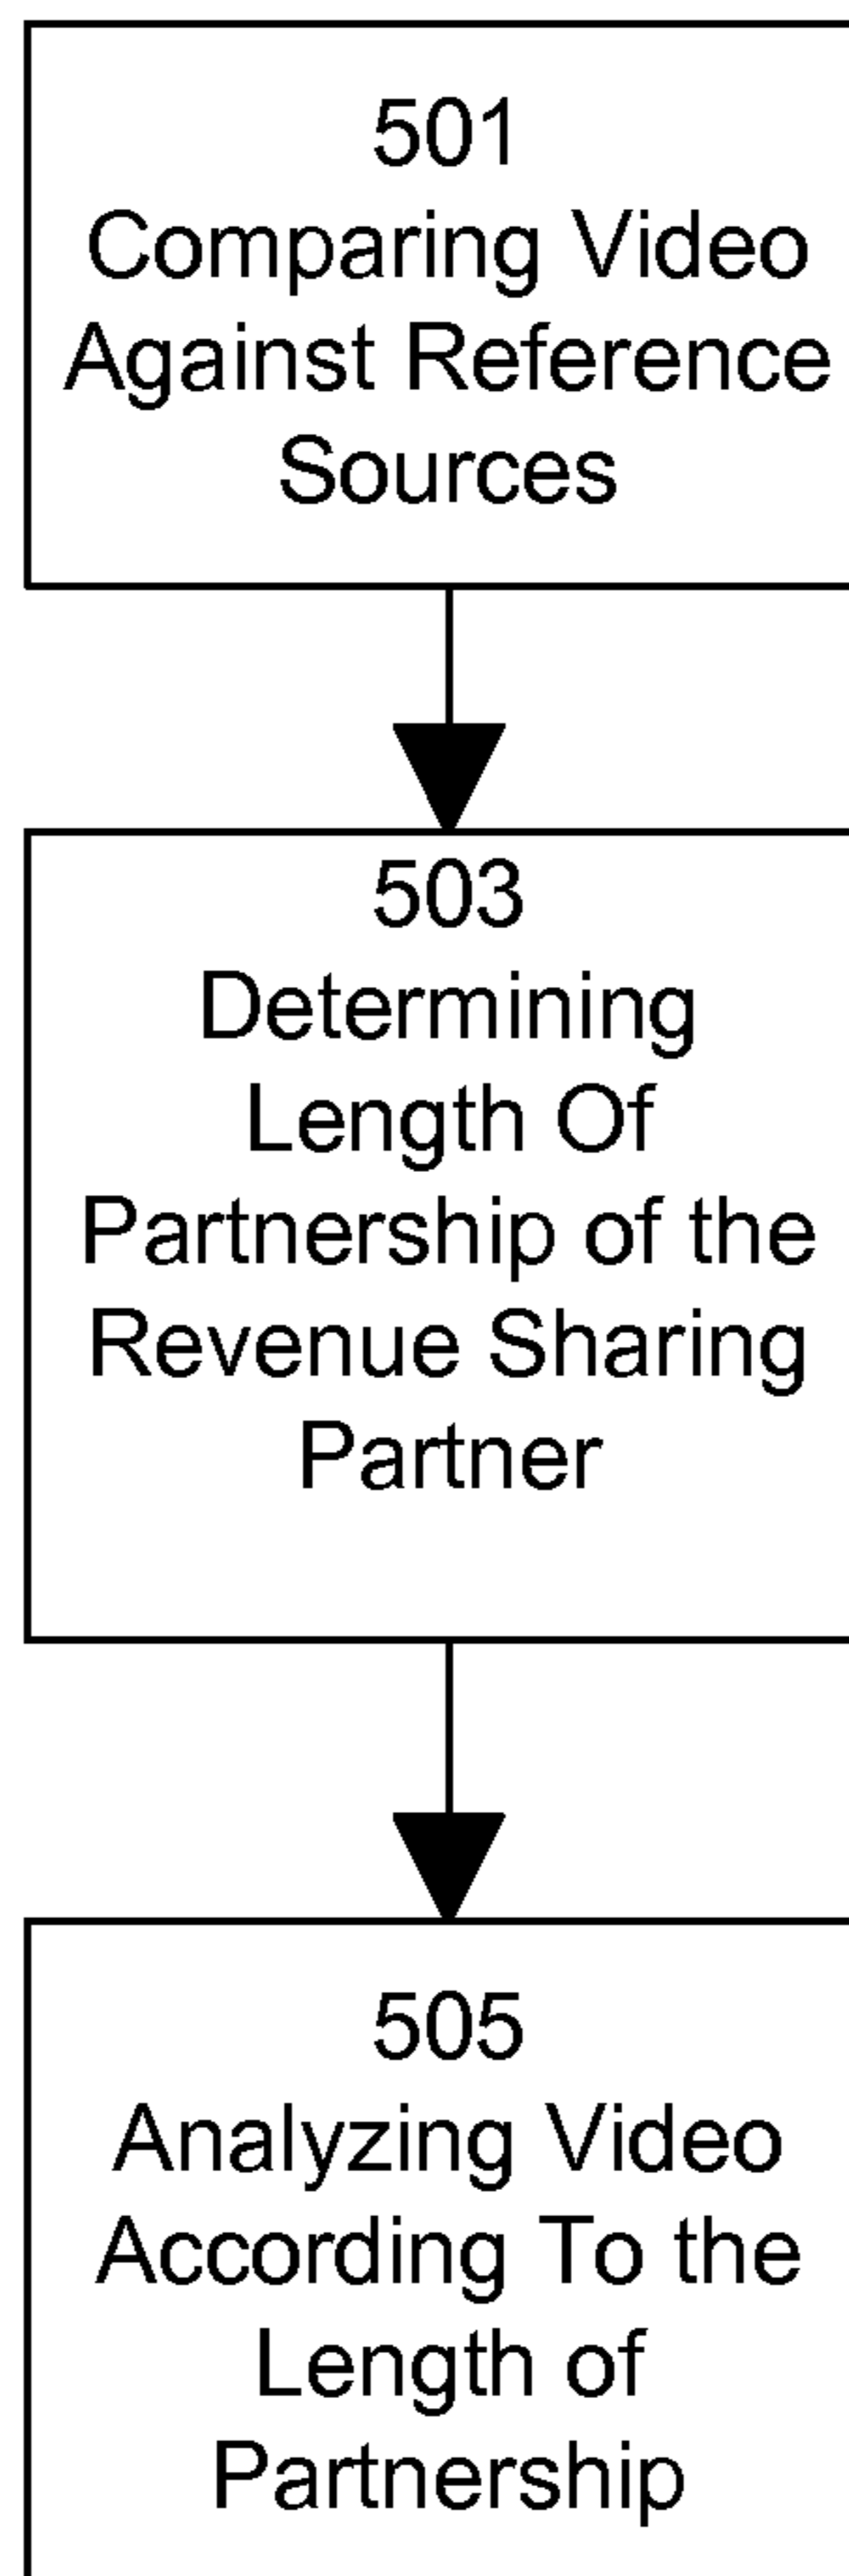 501
Comparing Video
Against Reference
Sources
503
Determining
Length Of
Partnership of the
Revenue Sharing
Partner
505
Analyzing Video
According To the
Length of
Partnership